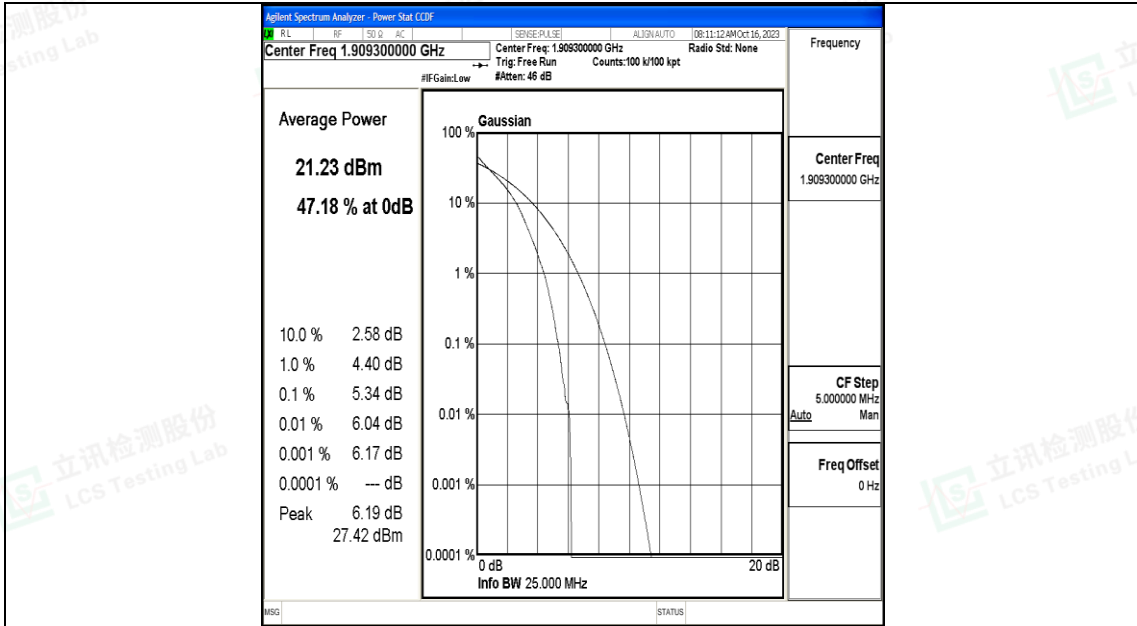 Agilent Spectrum Analyzer - Power Stat CCDF
RL RF 50 Ω AC SENSE:PULSE ALIGN AUTO 08:11:12 AM Oct 16, 2023
Center Freq 1.909300000 GHz
Center Freq: 1.909300000 GHz Radio Std: None
Trig: Free Run Counts:100 k/100 kpt
#IFGain:Low #Atten: 46 dB
Frequency
Average Power
21.23 dBm
47.18 % at 0dB
10.0 % 2.58 dB
1.0 % 4.40 dB
0.1 % 5.34 dB
0.01 % 6.04 dB
0.001 % 6.17 dB
0.0001 % --- dB
Peak 6.19 dB
27.42 dBm
Gaussian
100 %
10 %
1 %
0.1 %
0.01 %
0.001 %
0.0001 %
0 dB 20 dB
Info BW 25.000 MHz
Center Freq
1.909300000 GHz
CF Step
5.000000 MHz
Auto Man
Freq Offset
0 Hz
MSG STATUS
测股份
sting Lab
立讯检测股份
LCS Testing Lab
立讯检测股份
LCS Testing L
立